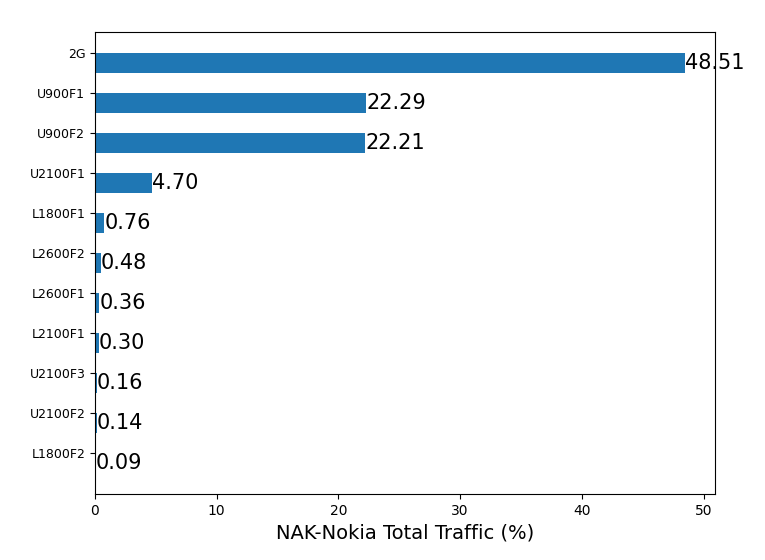 2G
48.51
U900F1
22.29
U900F2
22.21
U2100F1
4.70
L1800F1
0.76
L2600F2
0.48
L2600F1
0.36
L2100F1
0.30
U2100F3
0.16
U2100F2
0.14
L1800F2
0.09
0 10 20 30 40 50
NAK-Nokia Total Traffic (%)